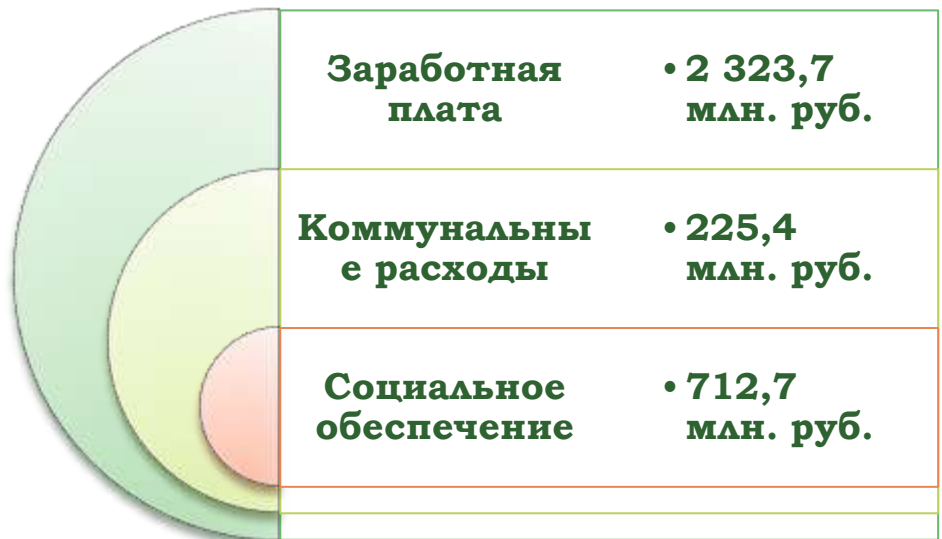 Заработная
плата
• 2 323,7
млн. руб.
Коммунальны
е расходы
• 225,4
млн. руб.
Социальное
обеспечение
• 712,7
млн. руб.